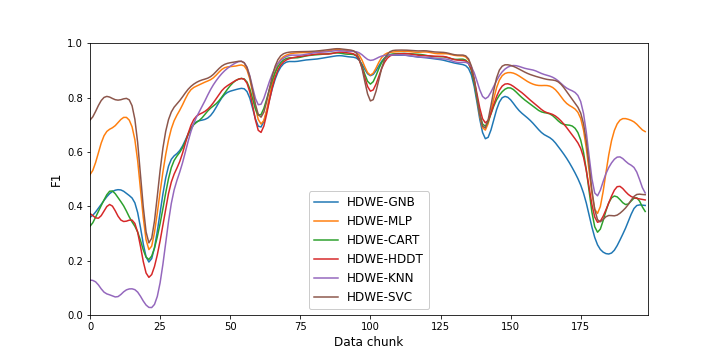 1.0
0.8
0.6
0.4
0.2
0.0
F1
0
25
50
75
100
125
150
175
Data chunk
HDWE-GNB
HDWE-MLP
HDWE-CART
HDWE-HDDT
HDWE-KNN
HDWE-SVC